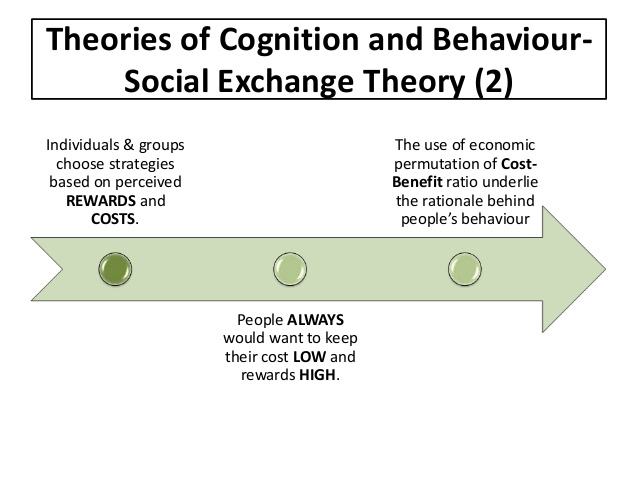 Theories of Cognition and Behaviour-
Social Exchange Theory (2)
Individuals & groups
choose strategies
based on perceived
REWARDS and
COSTS.
People ALWAYS
would want to keep
their cost LOW and
rewards HIGH.
The use of economic
permutation of Cost-
Benefit ratio underlie
the rationale behind
people’s behaviour